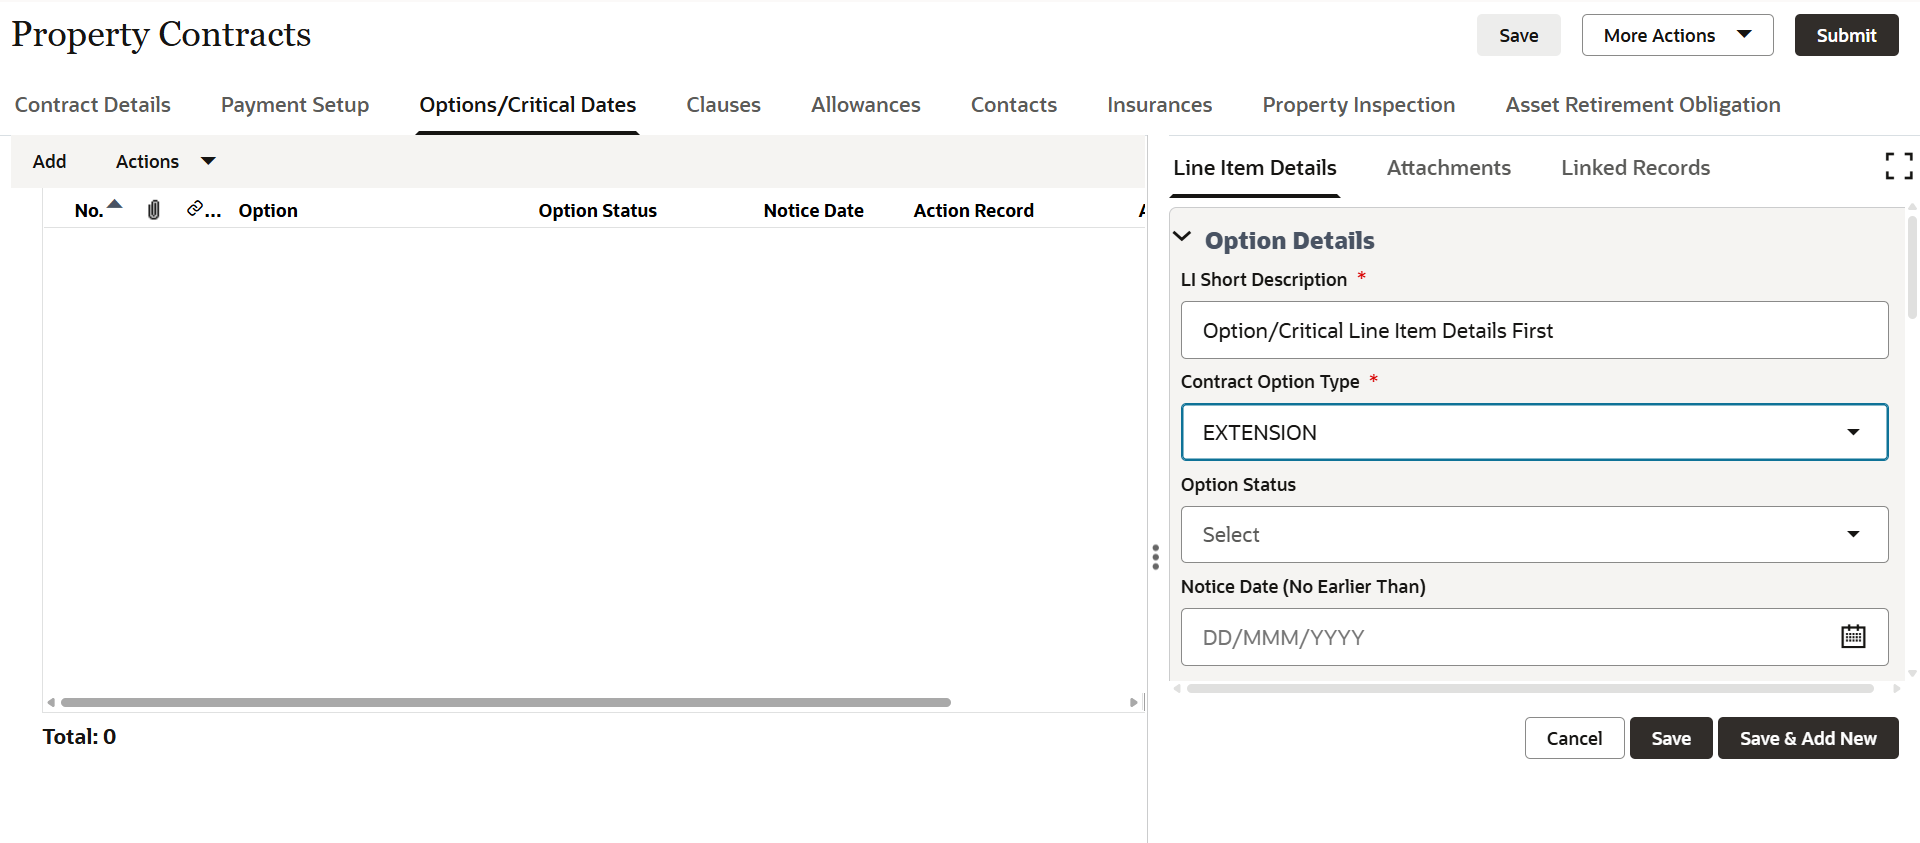 Property Contracts
Save
More Actions
Submit
Contract Details
Payment Setup
Options/Critical Dates
Clauses
Allowances
Contacts
Insurances
Property Inspection
Asset Retirement Obligation
Add
Actions
No.
...
Option
Option Status
Notice Date
Action Record
Total: 0
Line Item Details
Attachments
Linked Records
Option Details
LI Short Description *
Option/Critical Line Item Details First
Contract Option Type *
EXTENSION
Option Status
Select
Notice Date (No Earlier Than)
DD/MMM/YYYY
Cancel
Save
Save & Add New